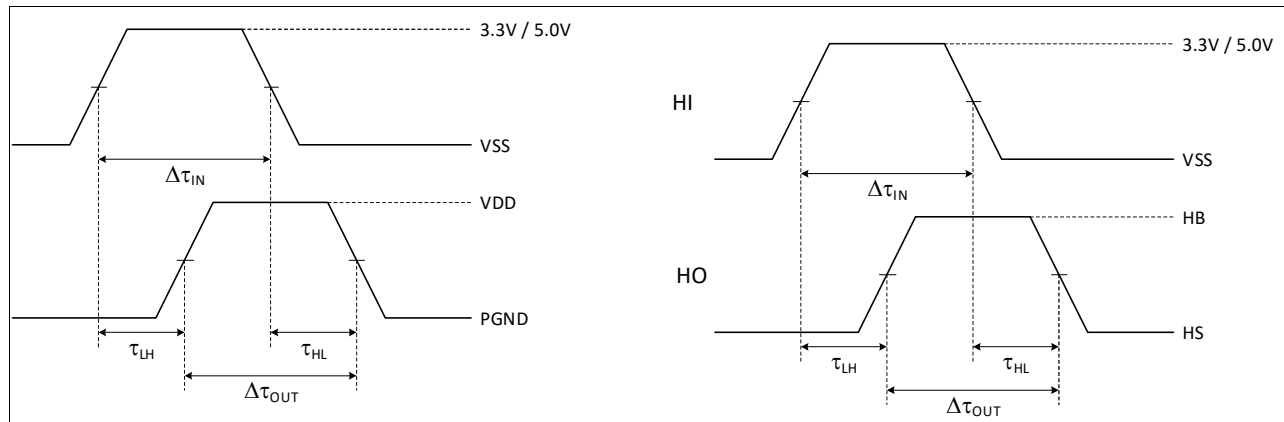 3.3V / 5.0V
VSS
ΔτIN
VDD
PGND
τLH
τHL
ΔτOUT
HI
3.3V / 5.0V
VSS
ΔτIN
HB
HO
HS
τLH
τHL
ΔτOUT